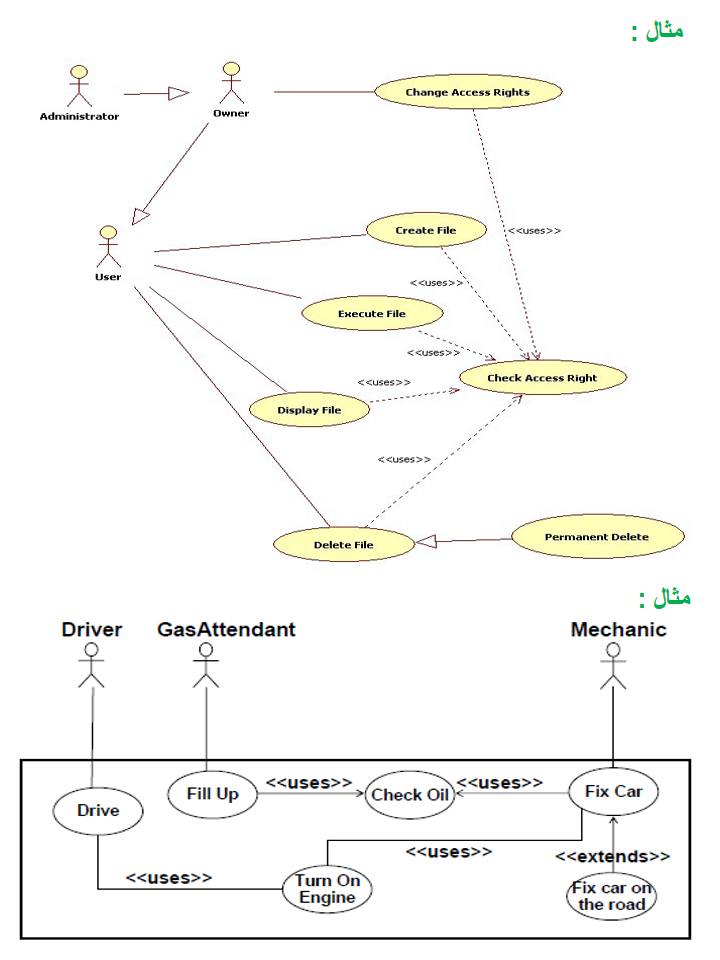 مثال :
Administrator
Owner
Change Access Rights
<<uses>>
User
Create File
<<uses>>
Execute File
<<uses>>
Check Access Right
<<uses>>
Display File
<<uses>>
Delete File
Permanent Delete
مثال :
Driver
GasAttendant
Mechanic
Drive
Fill Up
<<uses>>
Check Oil
<<uses>>
Fix Car
<<uses>>
<<uses>>
Turn On
Engine
<<extends>>
Fix car on
the road